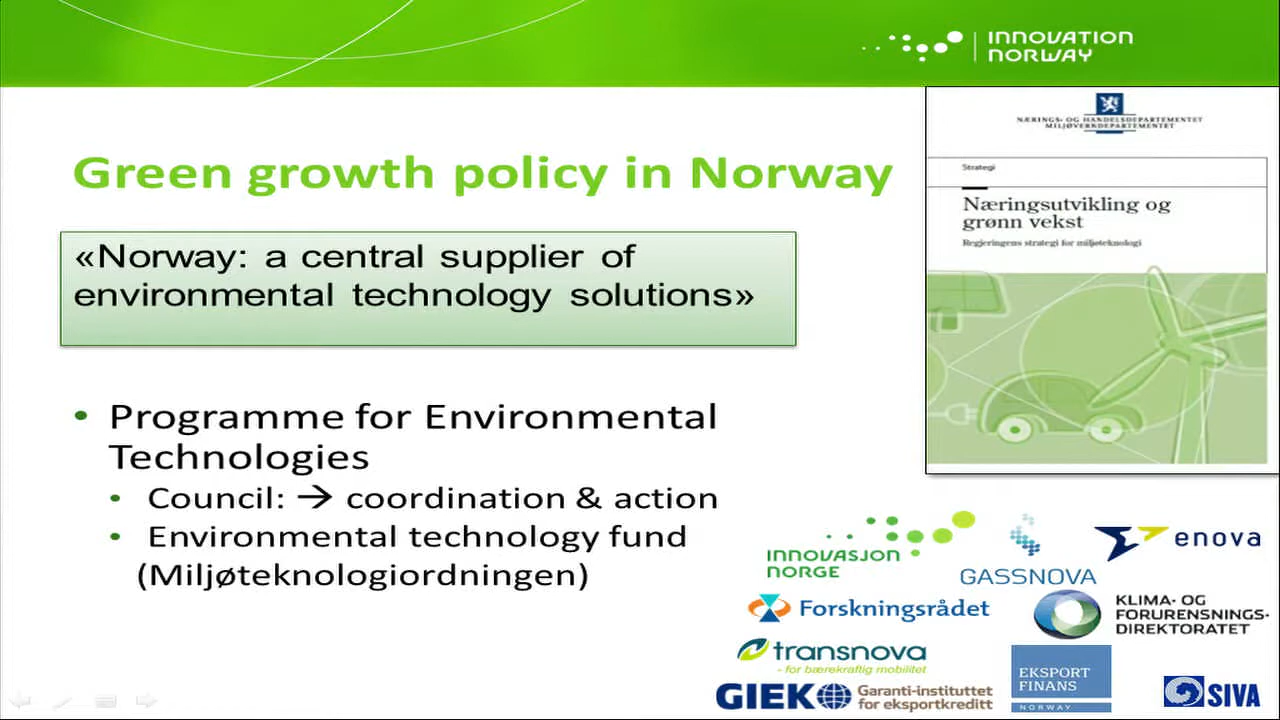 INNOVATION
NORWAY
NÆRINGS- OG HANDELSDEPARTEMENTET
MILJØVERNDEPARTEMENTET
Strategi
Næringsutvikling og
grønn vekst
Regjeringens strategi for miljøteknologi
Green growth policy in Norway
«Norway: a central supplier of
environmental technology solutions»
• Programme for Environmental
Technologies
• Council: → coordination & action
• Environmental technology fund
(Miljøteknologiordningen)
INNOVASJON
NORGE
GASSNOVA
enova
Forskningsrådet
KLIMA- OG
FORURENSNINGS-
DIREKTORATET
transnova
- for bærekraftig mobilitet
EKSPORT
FINANS
NORWAY
GIEK
Garanti-instituttet
for eksportkreditt
SIVA